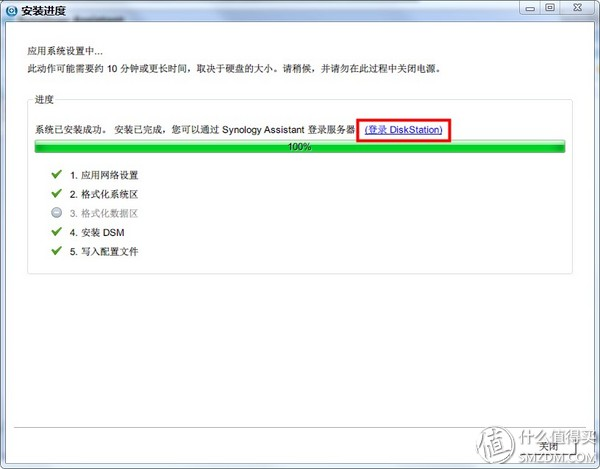 安装进度
应用系统设置中...
此动作可能需要约 10 分钟或更长时间，取决于硬盘的大小。请稍候，并请勿在此过程中关闭电源。
进度
系统已安装成功。 安装已完成，您可以通过 Synology Assistant 登录服务器 (登录 DiskStation)
100%
1. 应用网络设置
2. 格式化系统区
3. 格式化数据区
4. 安装 DSM
5. 写入配置文件
关闭
值 什么值得买
SMZDM.COM